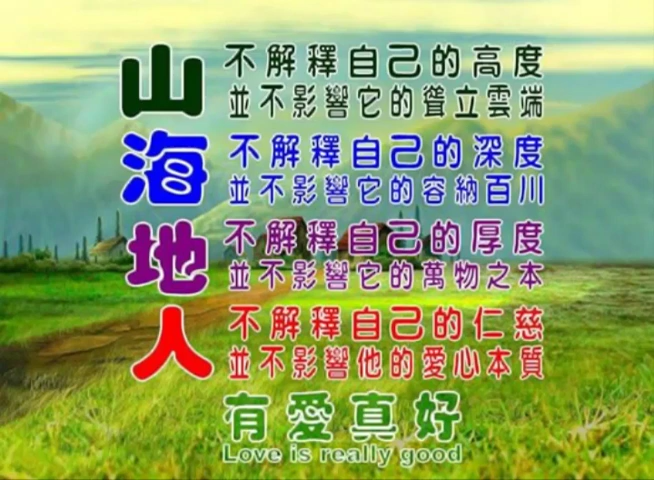 山
不解釋自己的高度
並不影響它的聳立雲端
海
不解釋自己的深度
並不影響它的容納百川
地
不解釋自己的厚度
並不影響它的萬物之本
人
不解釋自己的仁慈
並不影響他的愛心本質
有愛真好
Love is really good